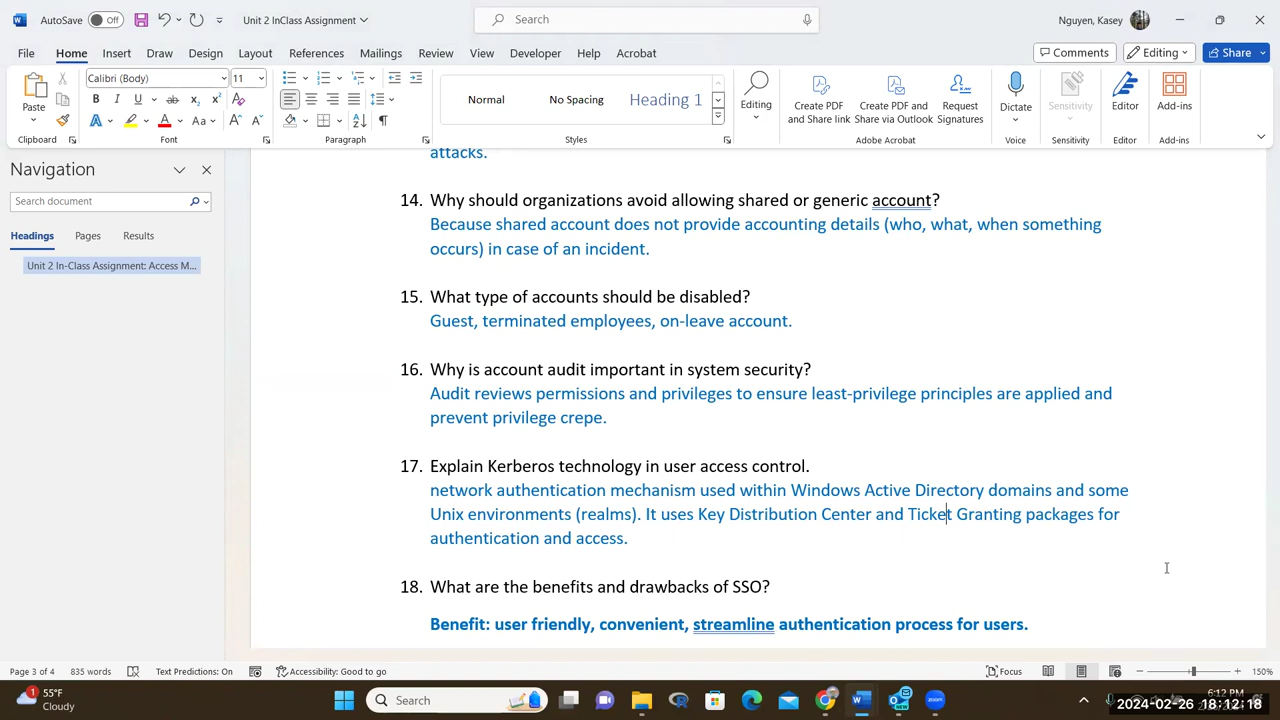 AutoSave Off
Unit 2 InClass Assignment
Search
Nguyen, Kasey
File Home Insert Draw Design Layout References Mailings Review View Developer Help Acrobat
Comments Editing Share
Calibri (Body) 11
Paste
Clipboard
Font
Paragraph
Normal No Spacing Heading 1
Styles
Editing
Create PDF and Share link
Create PDF and Share via Outlook
Request Signatures
Adobe Acrobat
Dictate
Voice
Sensitivity
Sensitivity
Editor
Editor
Add-ins
Add-ins
Navigation
Search document
Headings Pages Results
Unit 2 In-Class Assignment: Access M...
attacks.
14. Why should organizations avoid allowing shared or generic account?
Because shared account does not provide accounting details (who, what, when something
occurs) in case of an incident.
15. What type of accounts should be disabled?
Guest, terminated employees, on-leave account.
16. Why is account audit important in system security?
Audit reviews permissions and privileges to ensure least-privilege principles are applied and
prevent privilege crepe.
17. Explain Kerberos technology in user access control.
network authentication mechanism used within Windows Active Directory domains and some
Unix environments (realms). It uses Key Distribution Center and Ticket Granting packages for
authentication and access.
18. What are the benefits and drawbacks of SSO?
Benefit: user friendly, convenient, streamline authentication process for users.
Page 3 of 4 835 words Text Predictions: On Accessibility: Good to go Focus 150%
55°F
Cloudy
Search
6:12 PM
2024-02-26 18:12:18